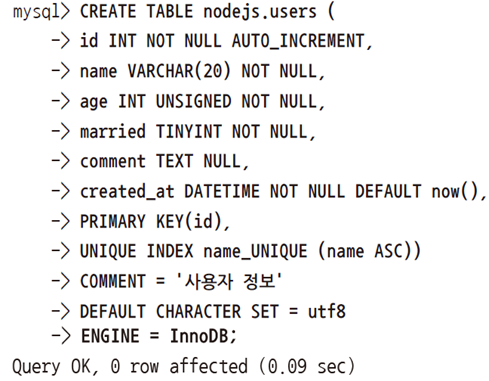 mysql> CREATE TABLE nodejs.users (
-> id INT NOT NULL AUTO_INCREMENT,
-> name VARCHAR(20) NOT NULL,
-> age INT UNSIGNED NOT NULL,
-> married TINYINT NOT NULL,
-> comment TEXT NULL,
-> created_at DATETIME NOT NULL DEFAULT now(),
-> PRIMARY KEY(id),
-> UNIQUE INDEX name_UNIQUE (name ASC))
-> COMMENT = '사용자 정보'
-> DEFAULT CHARACTER SET = utf8
-> ENGINE = InnoDB;
Query OK, 0 row affected (0.09 sec)